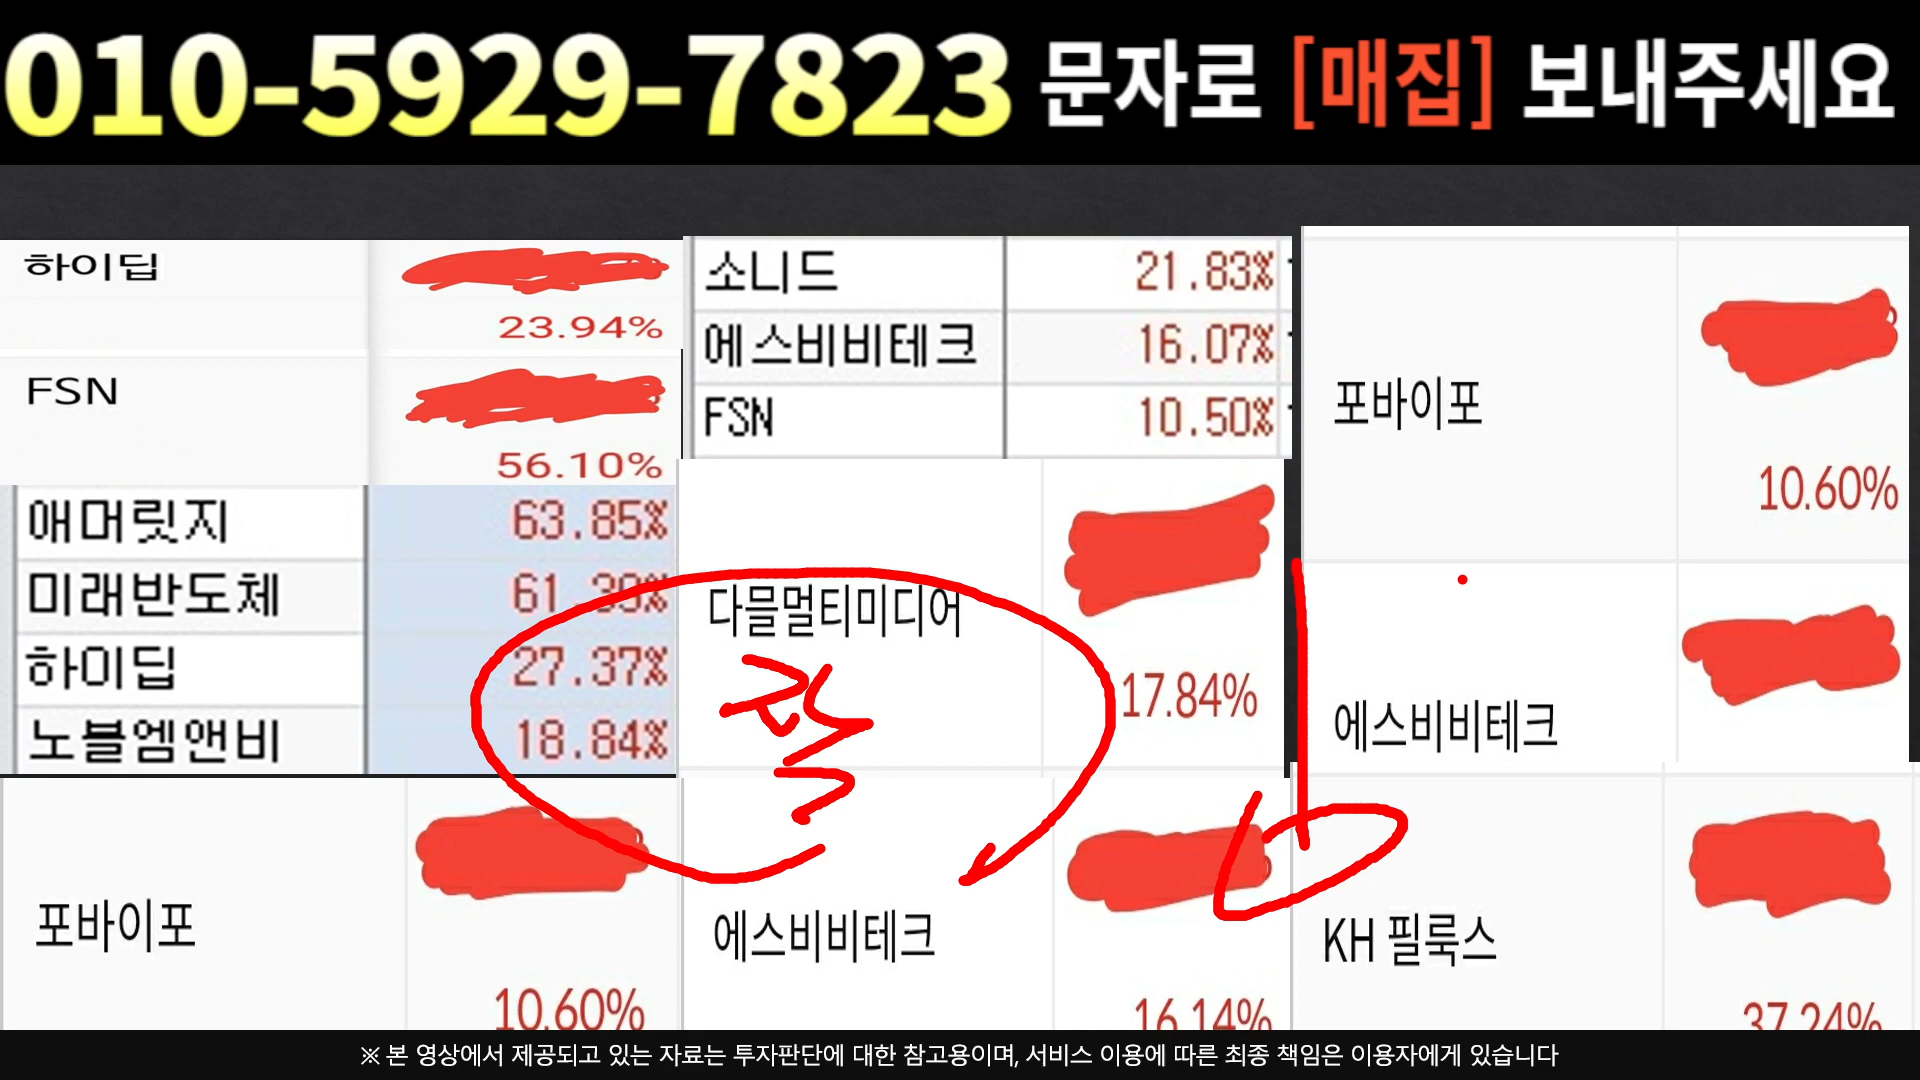 010-5929-7823 문자로 [매집] 보내주세요
하이딥
23.94%
FSN
56.10%
애머릿지 63.85%
미래반도체 61.39%
하이딥 27.37%
노블엠앤비 18.84%
소니드 21.83%
에스비비테크 16.07%
FSN 10.50%
다믈멀티미디어
17.84%
포바이포
10.60%
에스비비테크
포바이포
10.60%
에스비비테크
16.14%
KH 필룩스
37.24%
※ 본 영상에서 제공되고 있는 자료는 투자판단에 대한 참고용이며, 서비스 이용에 따른 최종 책임은 이용자에게 있습니다